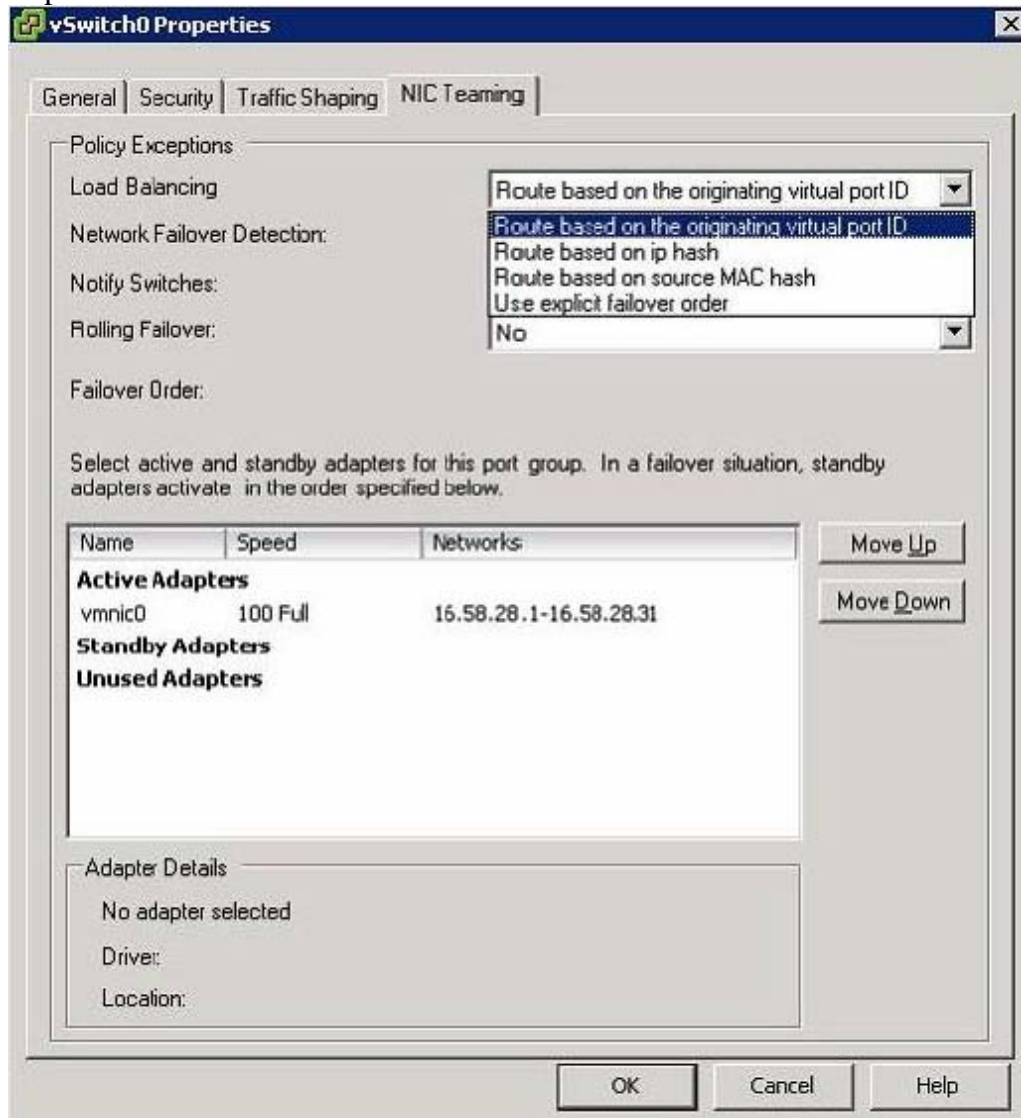 vSwitch0 Properties
General Security Traffic Shaping NIC Teaming
Policy Exceptions
Load Balancing
Route based on the originating virtual port ID
Network Failover Detection:
Route based on the originating virtual port ID
Route based on ip hash
Notify Switches:
Route based on source MAC hash
Use explicit failover order
Rolling Failover:
No
Failover Order:
Select active and standby adapters for this port group. In a failover situation, standby
adapters activate in the order specified below.
Name Speed Networks
Move Up
Active Adapters
vmnic0 100 Full 16.58.28.1-16.58.28.31
Move Down
Standby Adapters
Unused Adapters
Adapter Details
No adapter selected
Driver:
Location:
OK Cancel Help